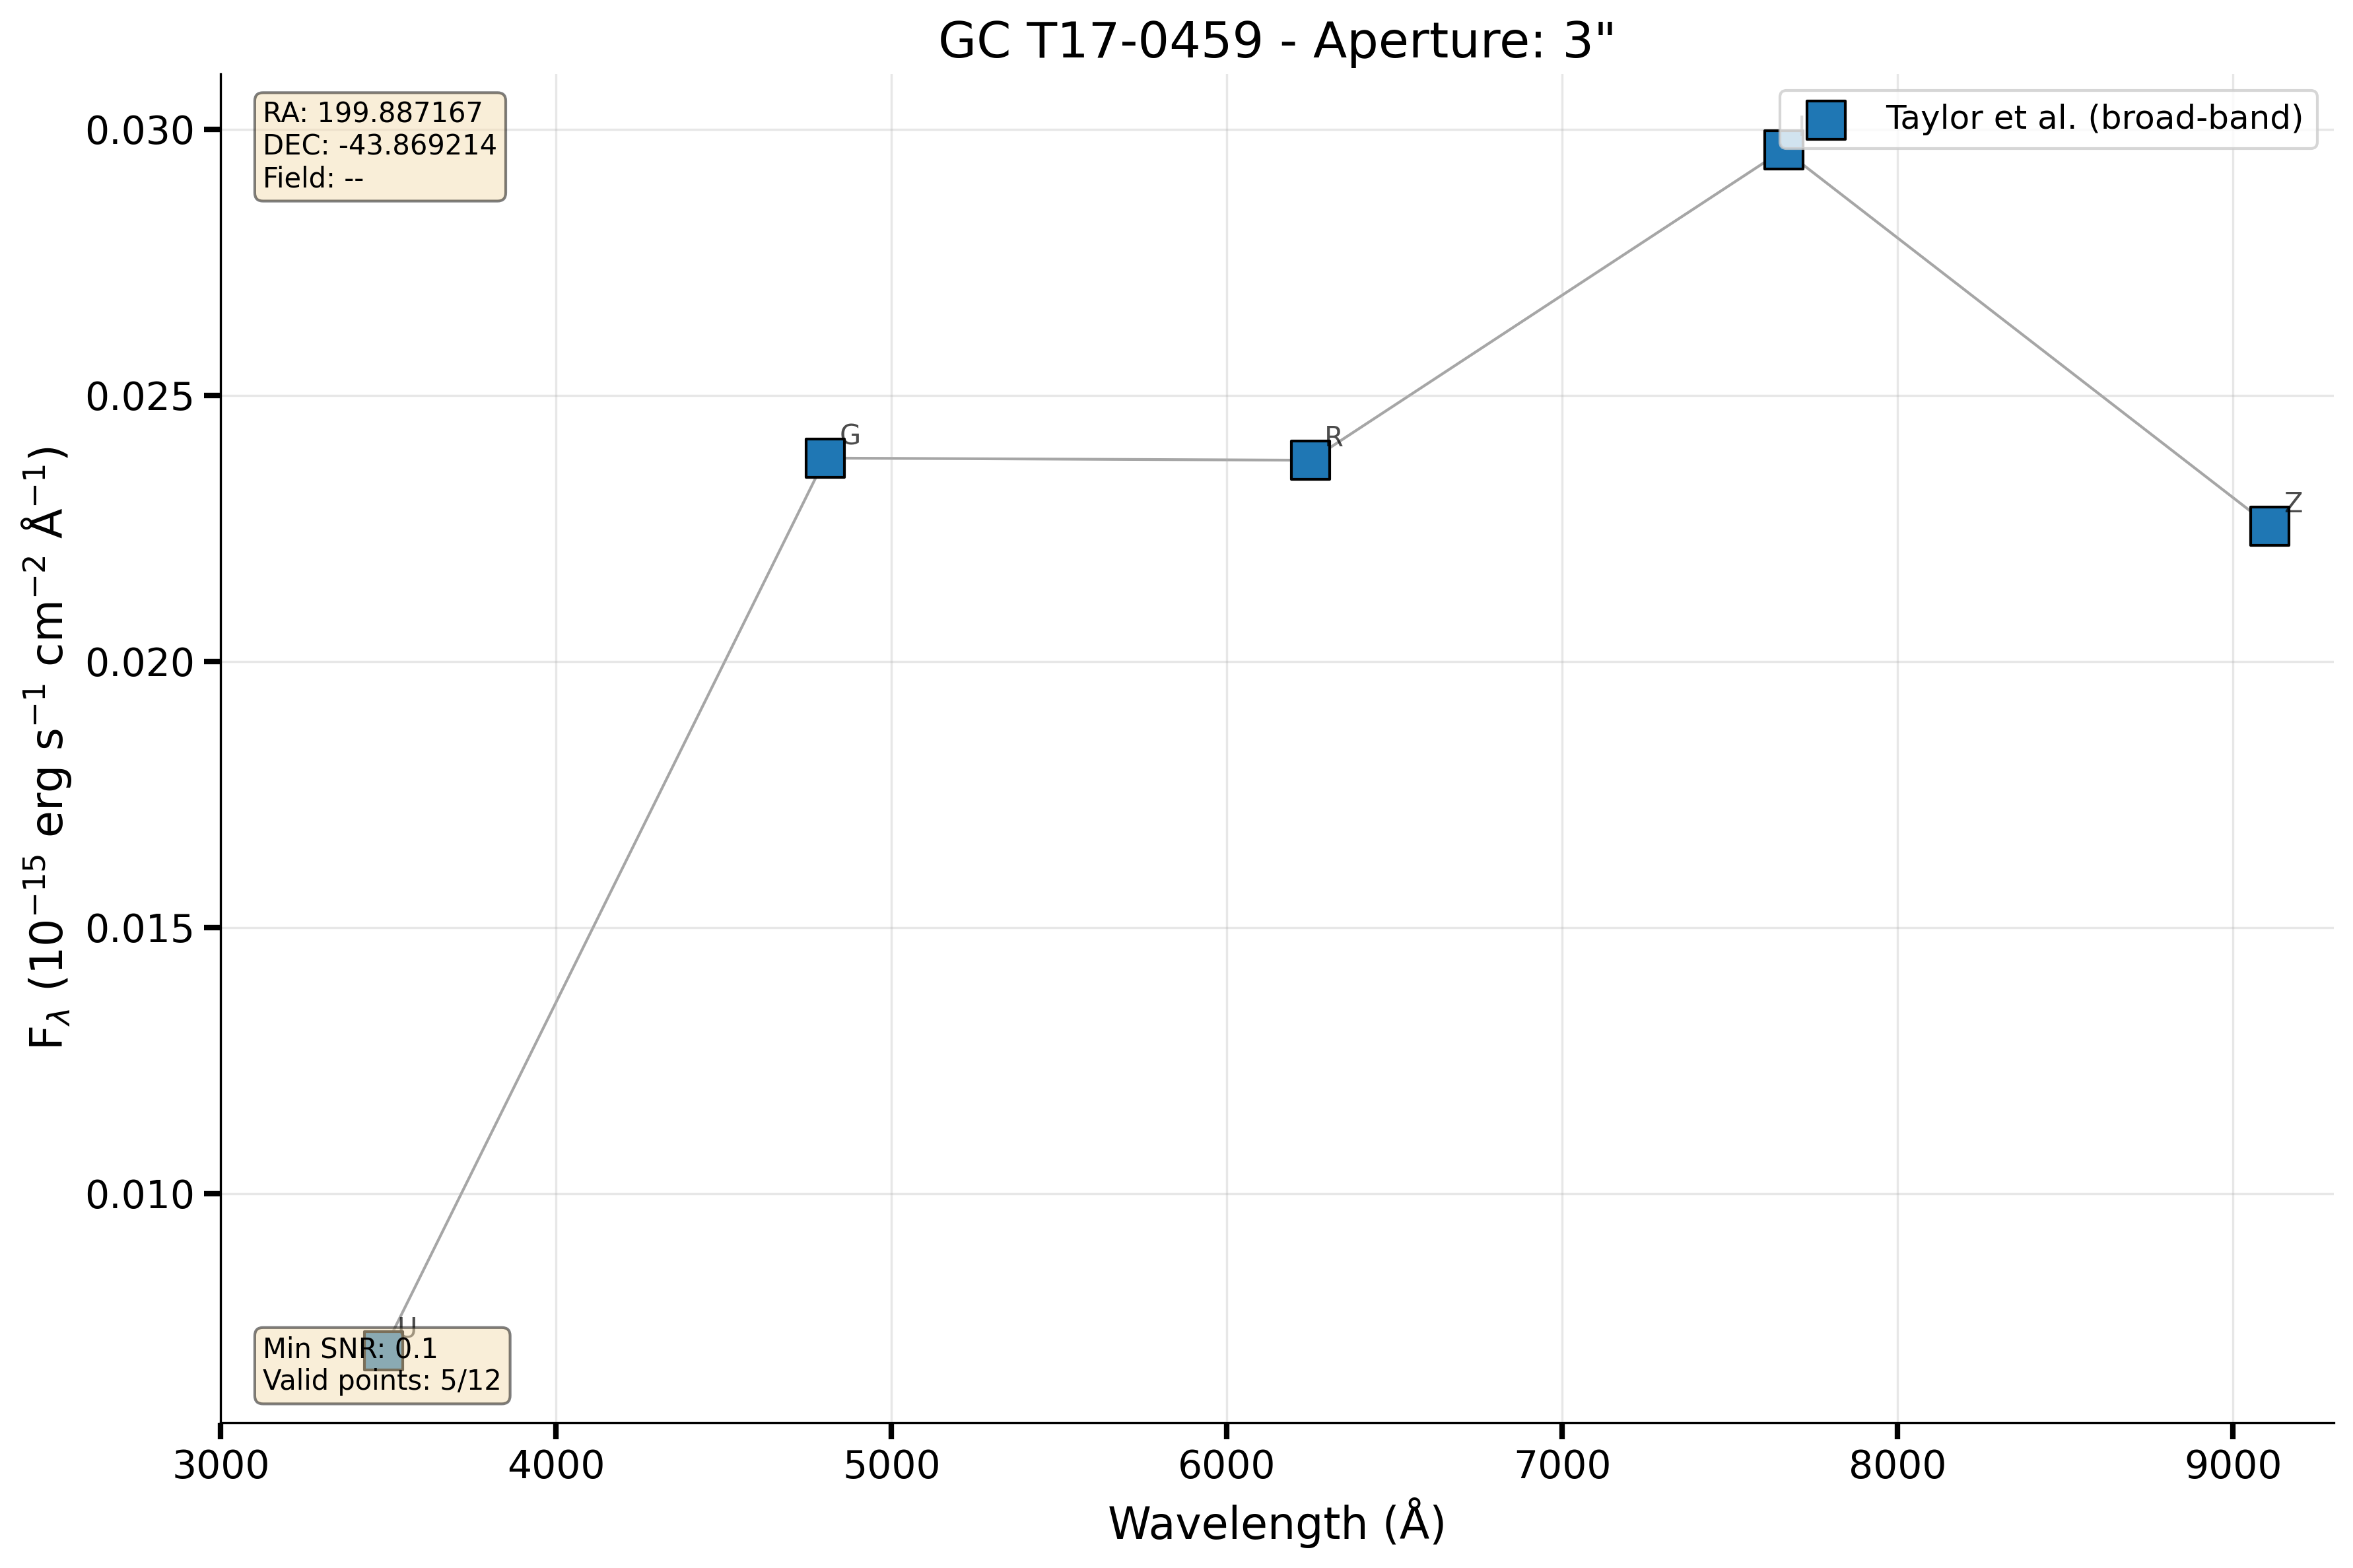 GC T17-0459 - Aperture: 3"
RA: 199.887167
DEC: -43.869214
Field: --
Taylor et al. (broad-band)
G
R
Z
U
Min SNR: 0.1
Valid points: 5/12
F_λ (10⁻¹⁵ erg s⁻¹ cm⁻² Å⁻¹)
0.030
0.025
0.020
0.015
0.010
3000 4000 5000 6000 7000 8000 9000
Wavelength (Å)